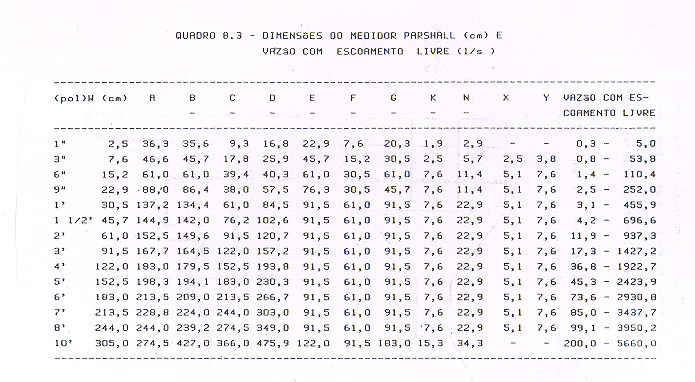 QUADRO 8.3 - DIMENSõES DO MEDIDOR PARSHALL (cm) E
VAZãO COM ESCOAMENTO LIVRE (l/s )
(pol)W (cm) A B C D E F G K N X Y VAZãO COM ES-
- - - - - - - - - COAMENTO LIVRE
1" 2,5 36,3 35,6 9,3 16,8 22,9 7,6 20,3 1,9 2,9 - - 0,3 - 5,0
3" 7,6 46,6 45,7 17,8 25,9 45,7 15,2 30,5 2,5 5,7 2,5 3,8 0,8 - 53,8
6" 15,2 61,0 61,0 39,4 40,3 61,0 30,5 61,0 7,6 11,4 5,1 7,6 1,4 - 110,4
9" 22,9 88,0 86,4 38,0 57,5 76,3 30,5 45,7 7,6 11,4 5,1 7,6 2,5 - 252,0
1' 30,5 137,2 134,4 61,0 84,5 91,5 61,0 91,5 7,6 22,9 5,1 7,6 3,1 - 455,9
1 1/2' 45,7 144,9 142,0 76,2 102,6 91,5 61,0 91,5 7,6 22,9 5,1 7,6 4,2 - 696,6
2' 61,0 152,5 149,6 91,5 120,7 91,5 61,0 91,5 7,6 22,9 5,1 7,6 11,9 - 937,3
3' 91,5 167,7 164,5 122,0 157,2 91,5 61,0 91,5 7,6 22,9 5,1 7,6 17,3 - 1427,2
4' 122,0 183,0 179,5 152,5 193,8 91,5 61,0 91,5 7,6 22,9 5,1 7,6 36,8 - 1922,7
5' 152,5 198,3 194,1 183,0 230,3 91,5 61,0 91,5 7,6 22,9 5,1 7,6 45,3 - 2423,9
6' 183,0 213,5 209,0 213,5 266,7 91,5 61,0 91,5 7,6 22,9 5,1 7,6 73,6 - 2930,8
7' 213,5 228,8 224,0 244,0 303,0 91,5 61,0 91,5 7,6 22,9 5,1 7,6 85,0 - 3437,7
8' 244,0 244,0 239,2 274,5 349,0 91,5 61,0 91,5 7,6 22,9 5,1 7,6 99,1 - 3950,2
10' 305,0 274,5 427,0 366,0 475,9 122,0 91,5 183,0 15,3 34,3 - - 200,0 - 5660,0